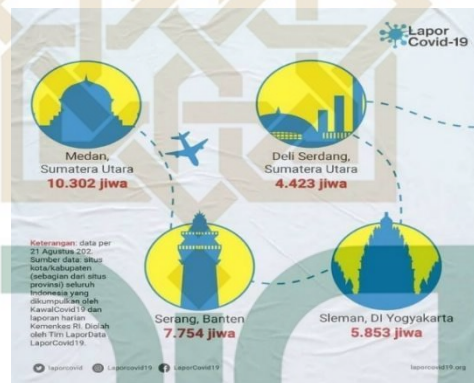 Lapor
Covid-19
Medan,
Sumatera Utara
10.302 jiwa
Deli Serdang,
Sumatera Utara
4.423 jiwa
Keterangan: data per
21 Agustus 202.
Sumber data: situs
kota/kabupaten
(sebagian dari situs
provinsi) seluruh
Indonesia yang
dikumpulkan oleh
KawalCovid19 dan
laporan harian
Kemenkes RI. Diolah
oleh Tim LaporData
LaporCovid19.
Serang, Banten
7.754 jiwa
Sleman, DI Yogyakarta
5.853 jiwa
laporcovid
Laporcovid19
LaporCovid19
laporcovid19.org